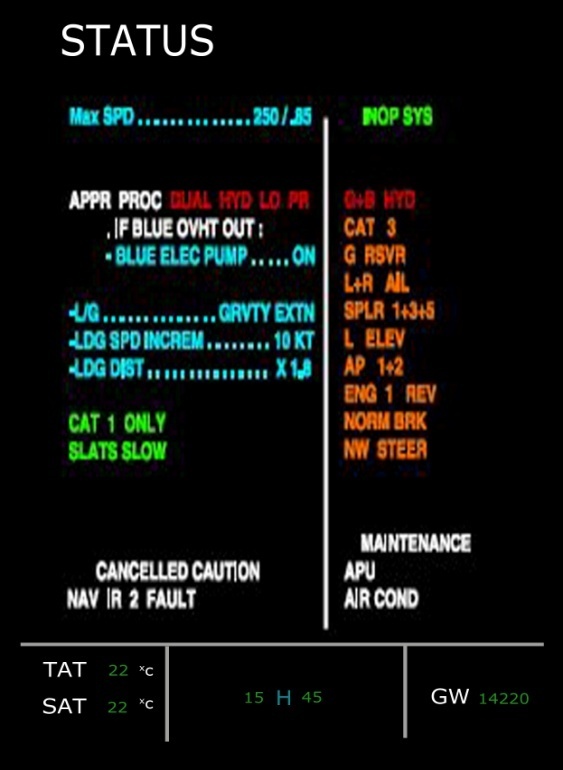 STATUS
Max SPD..............250/.85
INOP SYS
APPR PROC DUAL HYD LO PR
.IF BLUE OVHT OUT :
- BLUE ELEC PUMP.....ON
-L/G...............GRVTY EXTN
-LDG SPD INCREM.........10 KT
-LDG DIST................X 1,8
CAT 1 ONLY
SLATS SLOW
G+B HYD
CAT 3
G RSVR
L+R AIL
SPLR 1+3+5
L ELEV
AP 1+2
ENG 1 REV
NORM BRK
NW STEER
CANCELLED CAUTION
NAV IR 2 FAULT
MAINTENANCE
APU
AIR COND
TAT 22 ˣc
SAT 22 ˣc
15 H 45
GW 14220